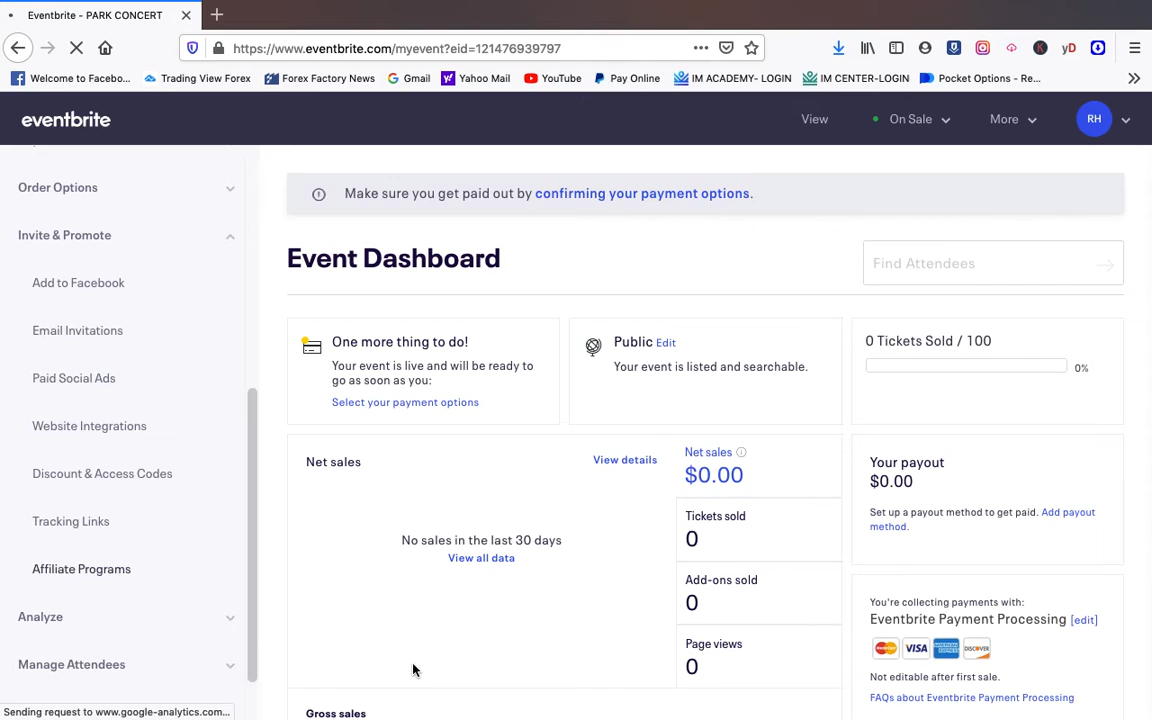 Eventbrite - PARK CONCERT
https://www.eventbrite.com/myevent?eid=121476939797
Welcome to Facebo...
Trading View Forex
Forex Factory News
Gmail
Yahoo Mail
YouTube
Pay Online
IM ACADEMY- LOGIN
IM CENTER-LOGIN
Pocket Options - Re...
eventbrite
View
On Sale
More
RH
Order Options
Invite & Promote
Add to Facebook
Email Invitations
Paid Social Ads
Website Integrations
Discount & Access Codes
Tracking Links
Affiliate Programs
Analyze
Manage Attendees
Sending request to www.google-analytics.com...
Make sure you get paid out by confirming your payment options.
Event Dashboard
Find Attendees
One more thing to do!
Your event is live and will be ready to
go as soon as you:
Select your payment options
Public Edit
Your event is listed and searchable.
0 Tickets Sold / 100
0%
Net sales
View details
No sales in the last 30 days
View all data
Net sales
$0.00
Tickets sold
0
Add-ons sold
0
Page views
0
Gross sales
Your payout
$0.00
Set up a payout method to get paid. Add payout
method.
You're collecting payments with:
Eventbrite Payment Processing [edit]
MasterCard
VISA
AMERICAN EXPRESS
DISCOVER
Not editable after first sale.
FAQs about Eventbrite Payment Processing